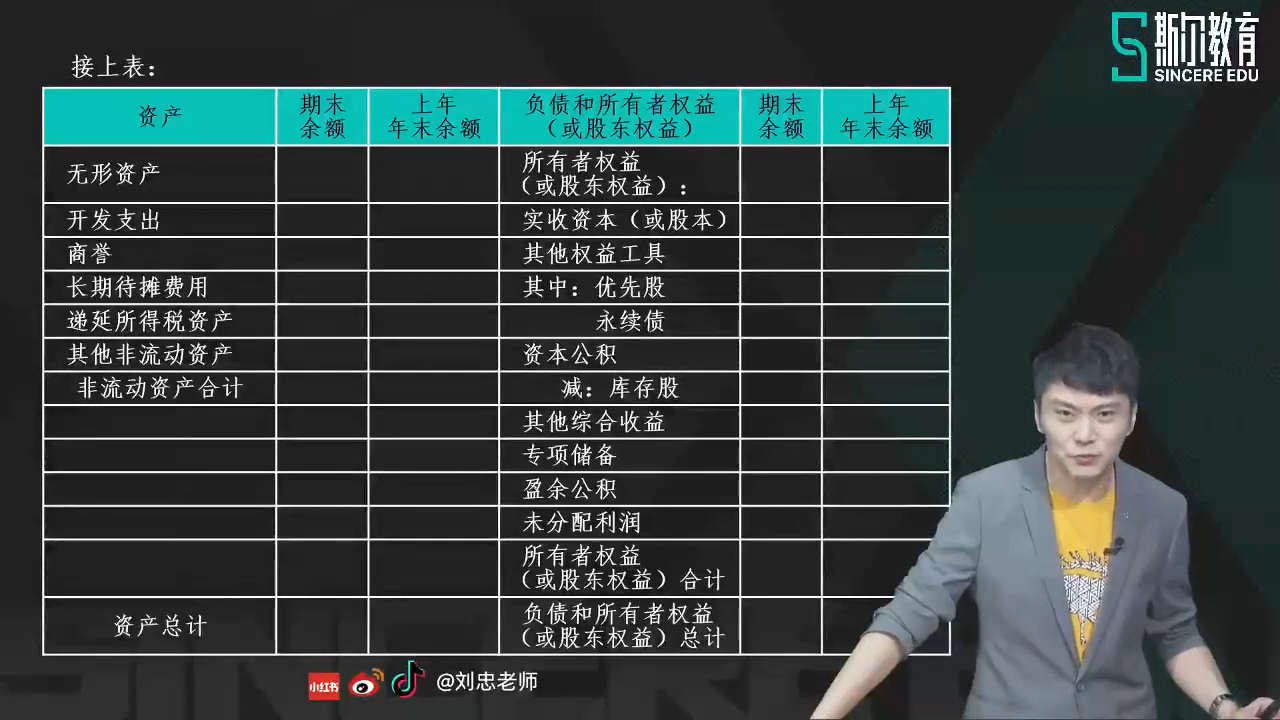 斯尔教育
SINCERE EDU
接上表：
资产 期末余额 上年年末余额 负债和所有者权益（或股东权益） 期末余额 上年年末余额
无形资产 所有者权益（或股东权益）：
开发支出 实收资本（或股本）
商誉 其他权益工具
长期待摊费用 其中：优先股
递延所得税资产 永续债
其他非流动资产 资本公积
非流动资产合计 减：库存股
其他综合收益
专项储备
盈余公积
未分配利润
所有者权益（或股东权益）合计
资产总计 负债和所有者权益（或股东权益）总计
小红书 @刘忠老师